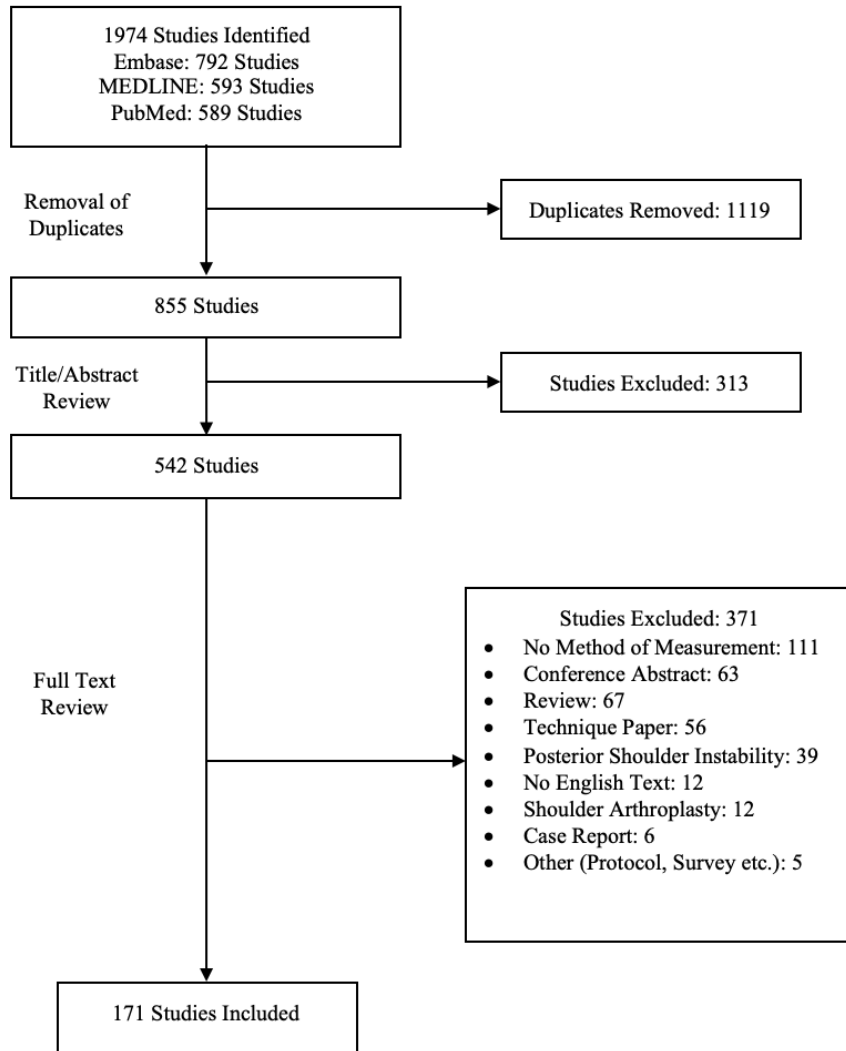 1974 Studies Identified
Embase: 792 Studies
MEDLINE: 593 Studies
PubMed: 589 Studies
Removal of
Duplicates
Duplicates Removed: 1119
855 Studies
Title/Abstract
Review
Studies Excluded: 313
542 Studies
Full Text
Review
Studies Excluded: 371
• No Method of Measurement: 111
• Conference Abstract: 63
• Review: 67
• Technique Paper: 56
• Posterior Shoulder Instability: 39
• No English Text: 12
• Shoulder Arthroplasty: 12
• Case Report: 6
• Other (Protocol, Survey etc.): 5
171 Studies Included